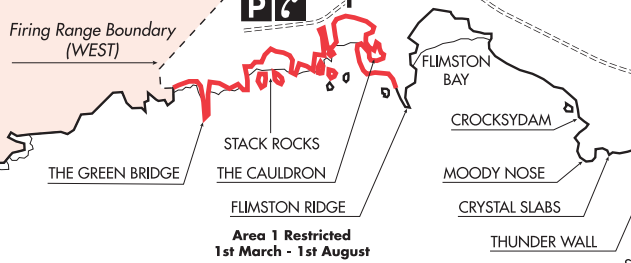 P
Firing Range Boundary
(WEST)
FLIMSTON
BAY
CROCKSYDAM
STACK ROCKS
THE GREEN BRIDGE
THE CAULDRON
MOODY NOSE
FLIMSTON RIDGE
CRYSTAL SLABS
Area 1 Restricted
1st March - 1st August
THUNDER WALL